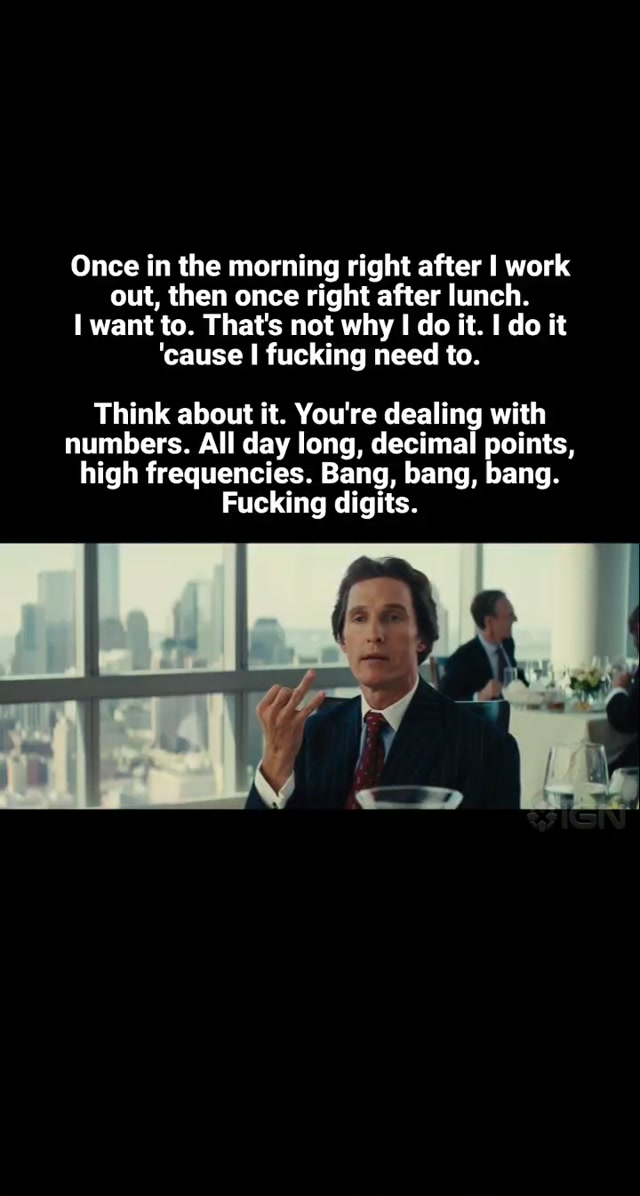 Once in the morning right after I work
out, then once right after lunch.
I want to. That's not why I do it. I do it
'cause I fucking need to.
Think about it. You're dealing with
numbers. All day long, decimal points,
high frequencies. Bang, bang, bang.
Fucking digits.
IGN